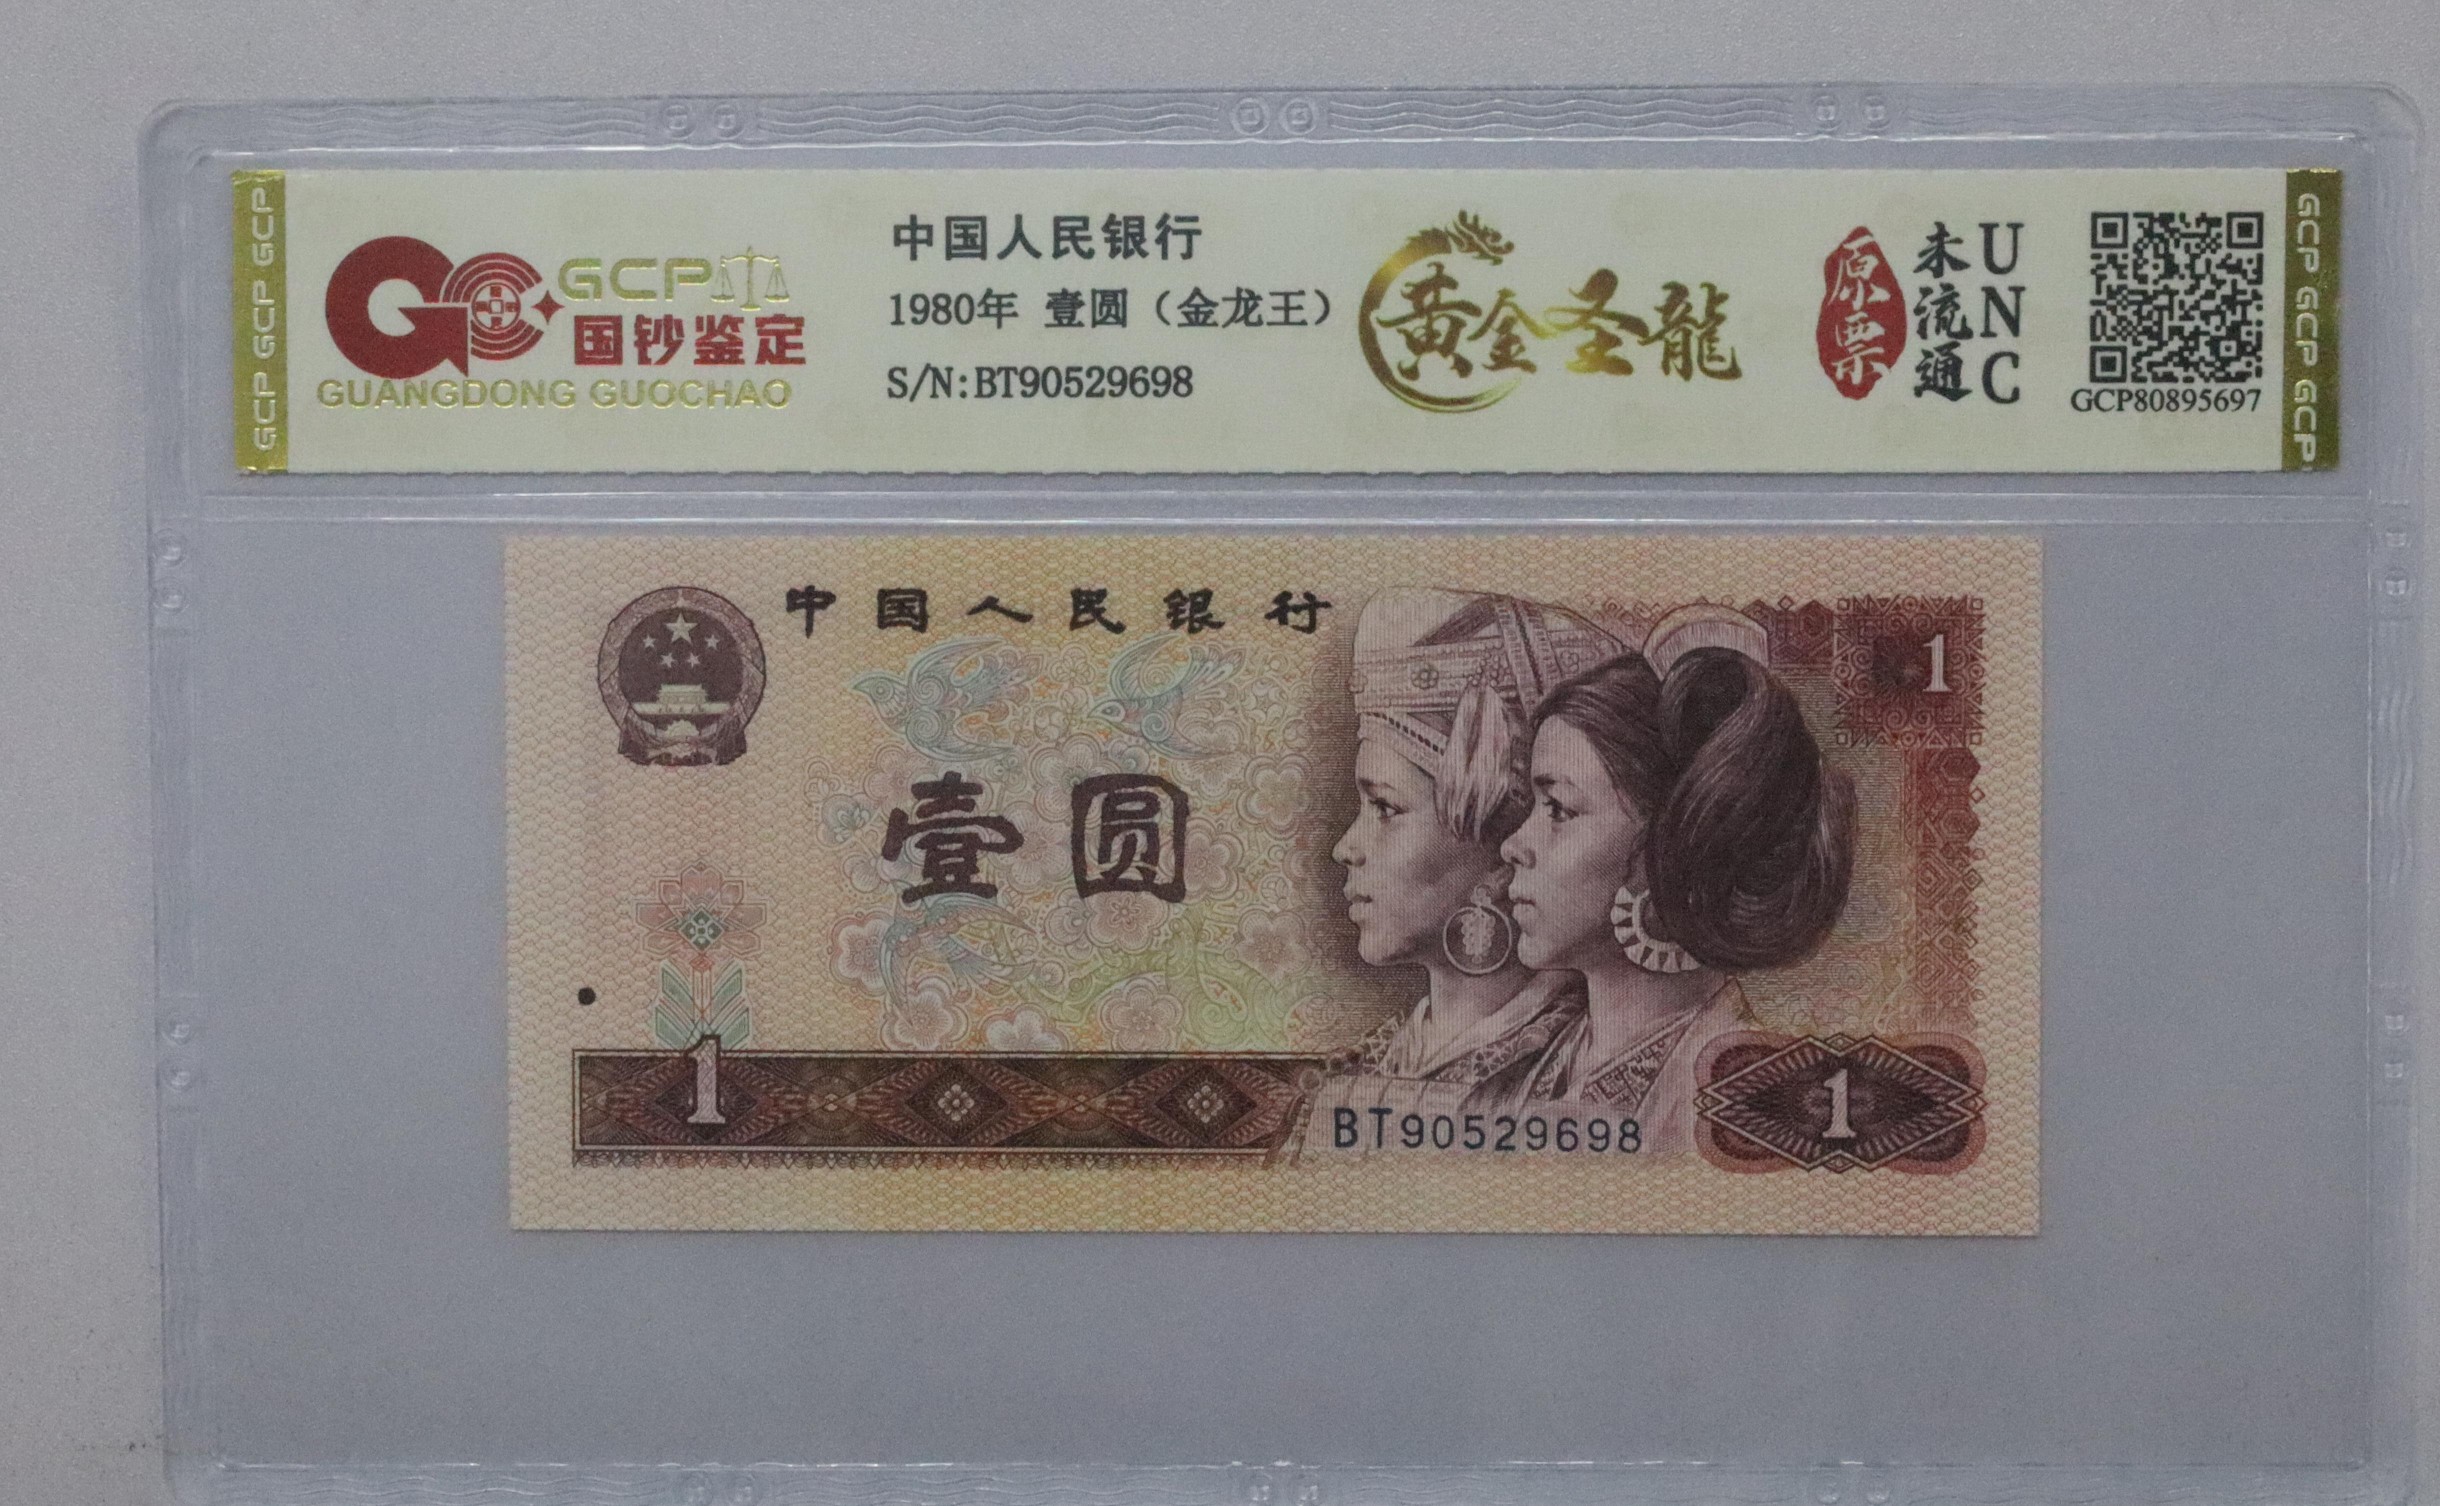 GCP GCP GCP
GCP
国钞鉴定
GUANGDONG GUOCHAO
中国人民银行
1980年 壹圆（金龙王）
S/N:BT90529698
黄金圣龍
原票
未流通
UNC
GCP80895697
GCP GCP GCP
中国人民银行
1
壹圆
1
BT90529698
1